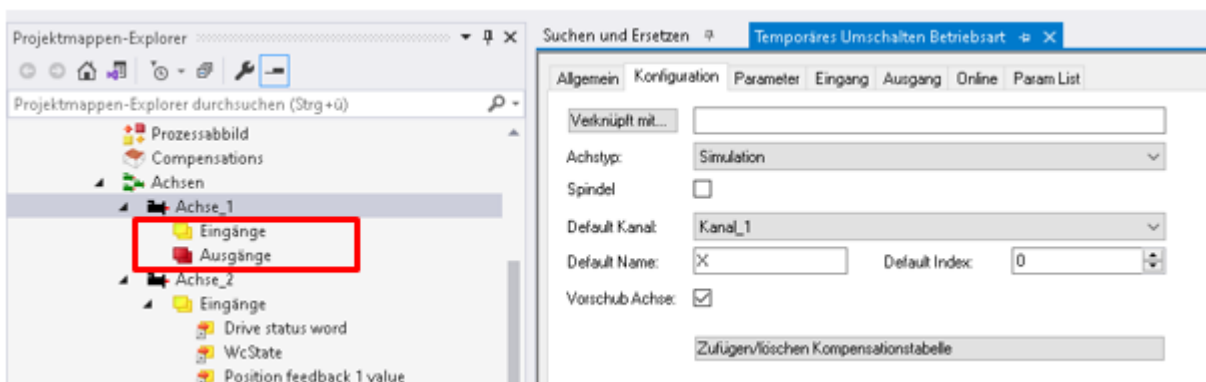 Projektmappen-Explorer
Projektmappen-Explorer durchsuchen (Strg+ü)
Prozessabbild
Compensations
Achsen
Achse_1
Eingänge
Ausgänge
Achse_2
Eingänge
Drive status word
WcState
Position feedback 1 value
Suchen und Ersetzen
Temporäres Umschalten Betriebsart
Allgemein Konfiguration Parameter Eingang Ausgang Online Param List
Verknüpft mit...
Achstyp: Simulation
Spindel
Default Kanal: Kanal_1
Default Name: X Default Index: 0
Vorschub Achse:
Zufügen/löschen Kompensationstabelle